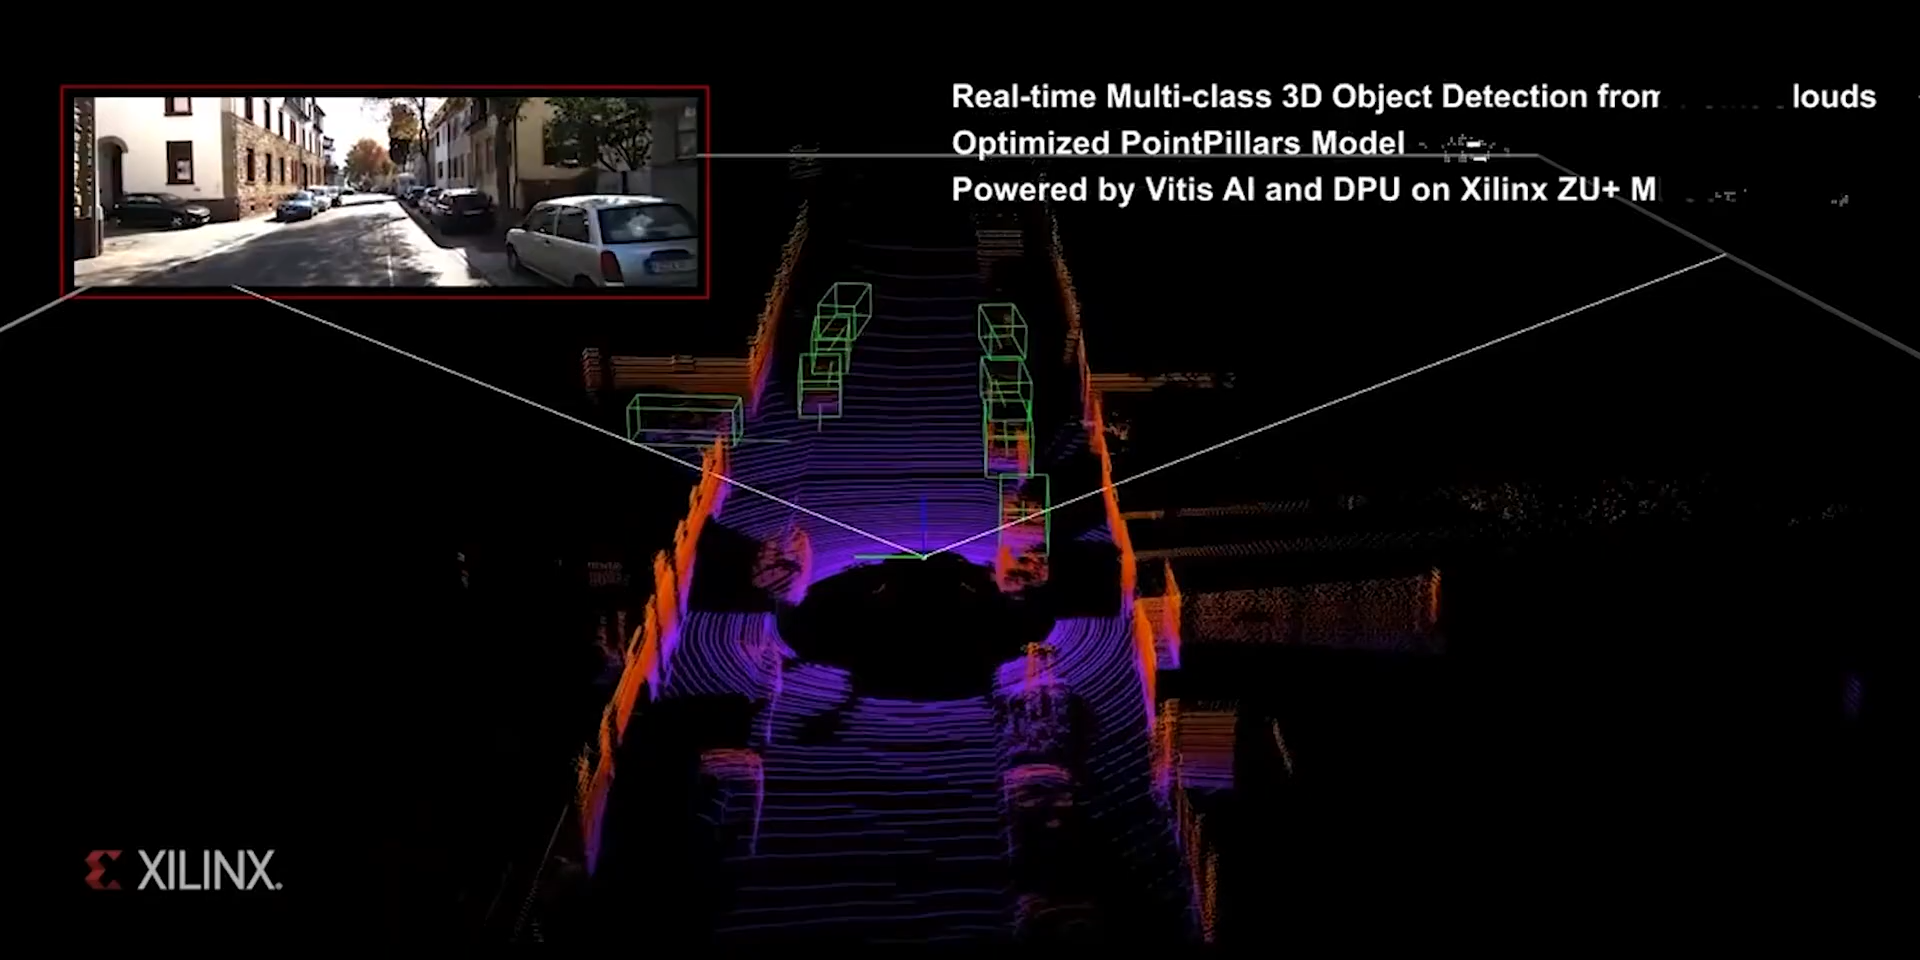 Real-time Multi-class 3D Object Detection from louds
Optimized PointPillars Model
Powered by Vitis AI and DPU on Xilinx ZU+ M
XILINX.